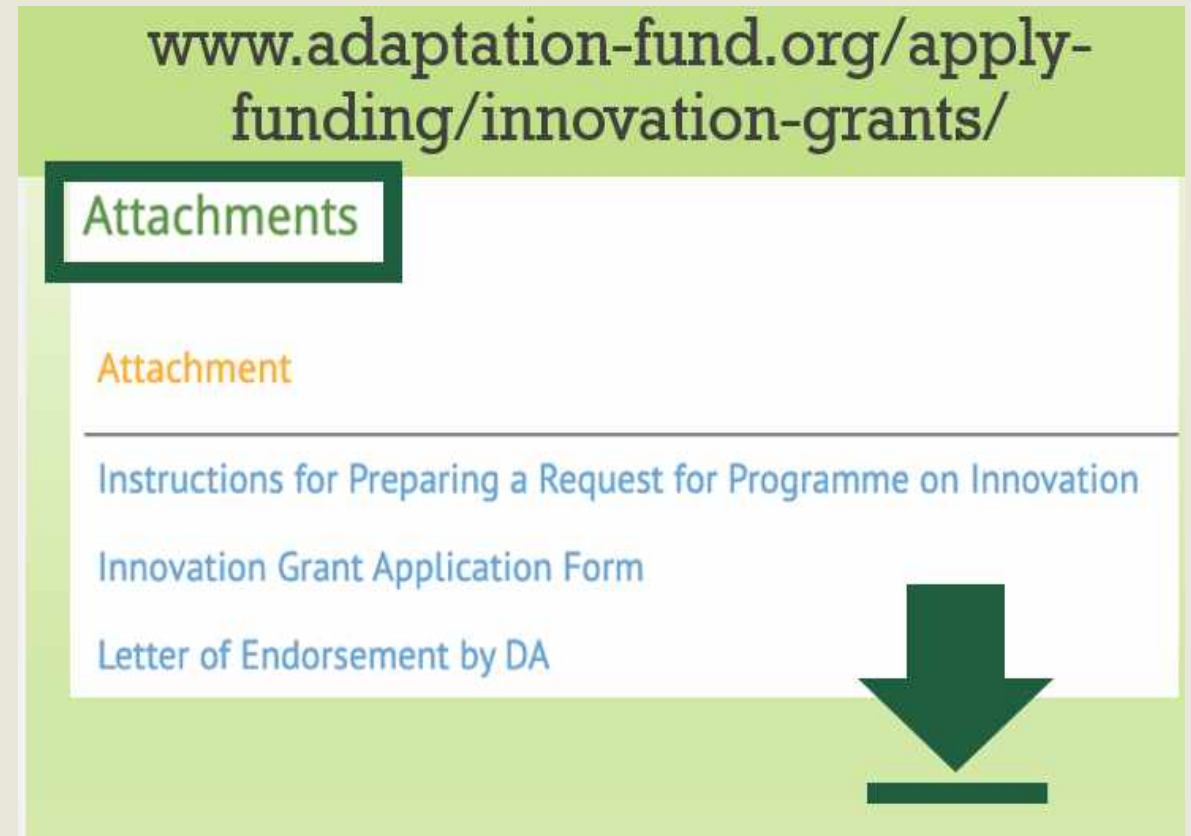 www.adaptation-fund.org/apply-
funding/innovation-grants/
Attachments
Attachment
Instructions for Preparing a Request for Programme on Innovation
Innovation Grant Application Form
Letter of Endorsement by DA